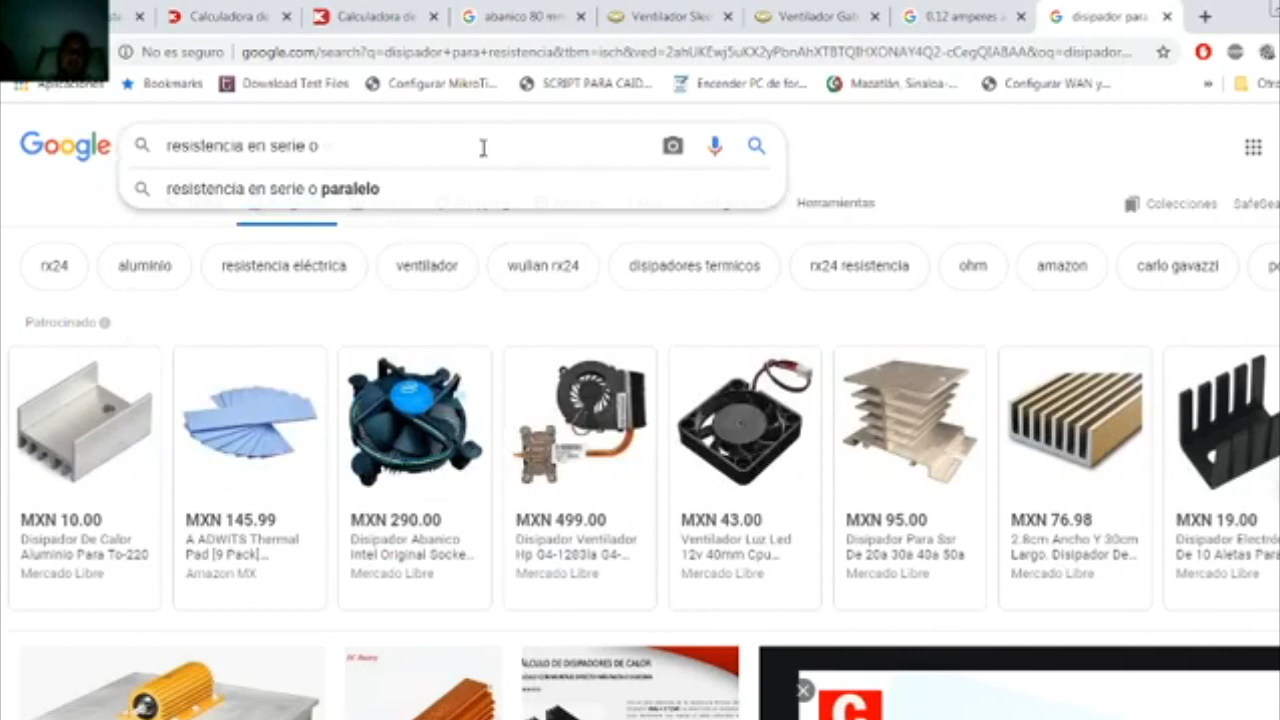 Calculadora de
Calculadora de
abanico 80 mm
Ventilador Slee
Ventilador Gab
0.12 amperes a
disipador para
No es seguro
google.com/search?q=disipador+para+resistencia&tbm=isch&ved=2ahUKEwj5uKX2yPbnAhXTBTQIHXONAY4Q2-cCegQIABAA&oq=disipador...
Aplicaciones
Bookmarks
Download Test Files
Configurar MikroTi...
SCRIPT PARA CAID...
Encender PC de for...
Mazatlán, Sinaloa-...
Configurar WAN y...
»
Otro
Google
resistencia en serie o
resistencia en serie o paralelo
Herramientas
Colecciones
SafeSea
rx24
aluminio
resistencia eléctrica
ventilador
wulian rx24
disipadores termicos
rx24 resistencia
ohm
amazon
carlo gavazzi
Patrocinado
MXN 10.00
Disipador De Calor
Aluminio Para To-220
Mercado Libre
MXN 145.99
A ADWITS Thermal
Pad [9 Pack]...
Amazon MX
MXN 290.00
Disipador Abanico
Intel Original Socke...
Mercado Libre
MXN 499.00
Disipador Ventilador
Hp G4-1283la G4-...
Mercado Libre
MXN 43.00
Ventilador Luz Led
12v 40mm Cpu...
Mercado Libre
MXN 95.00
Disipador Para Ssr
De 20a 30a 40a 50a
Mercado Libre
MXN 76.98
2.8cm Ancho Y 30cm
Largo. Disipador De...
Mercado Libre
MXN 19.00
Disipador Electró
De 10 Aletas Para
Mercado Libre
CÁLCULO DE DISIPADORES DE CALOR
C